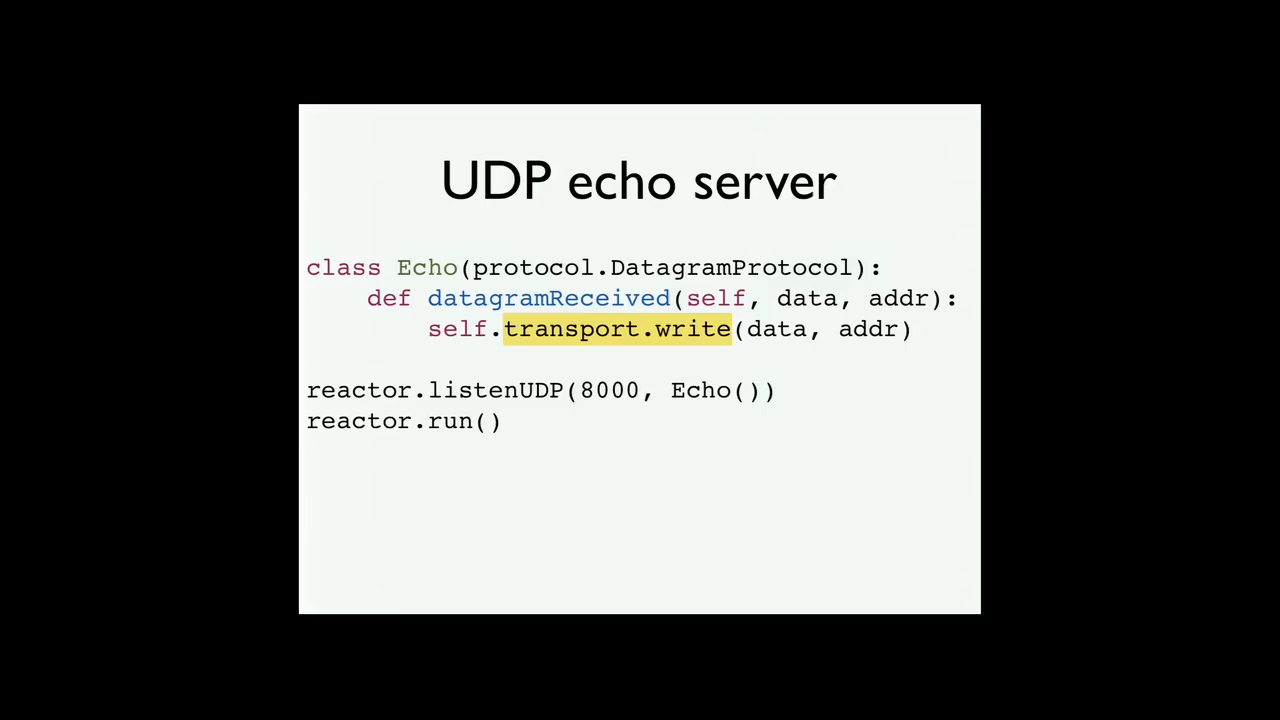 UDP echo server
class Echo(protocol.DatagramProtocol):
    def datagramReceived(self, data, addr):
        self.transport.write(data, addr)
reactor.listenUDP(8000, Echo())
reactor.run()